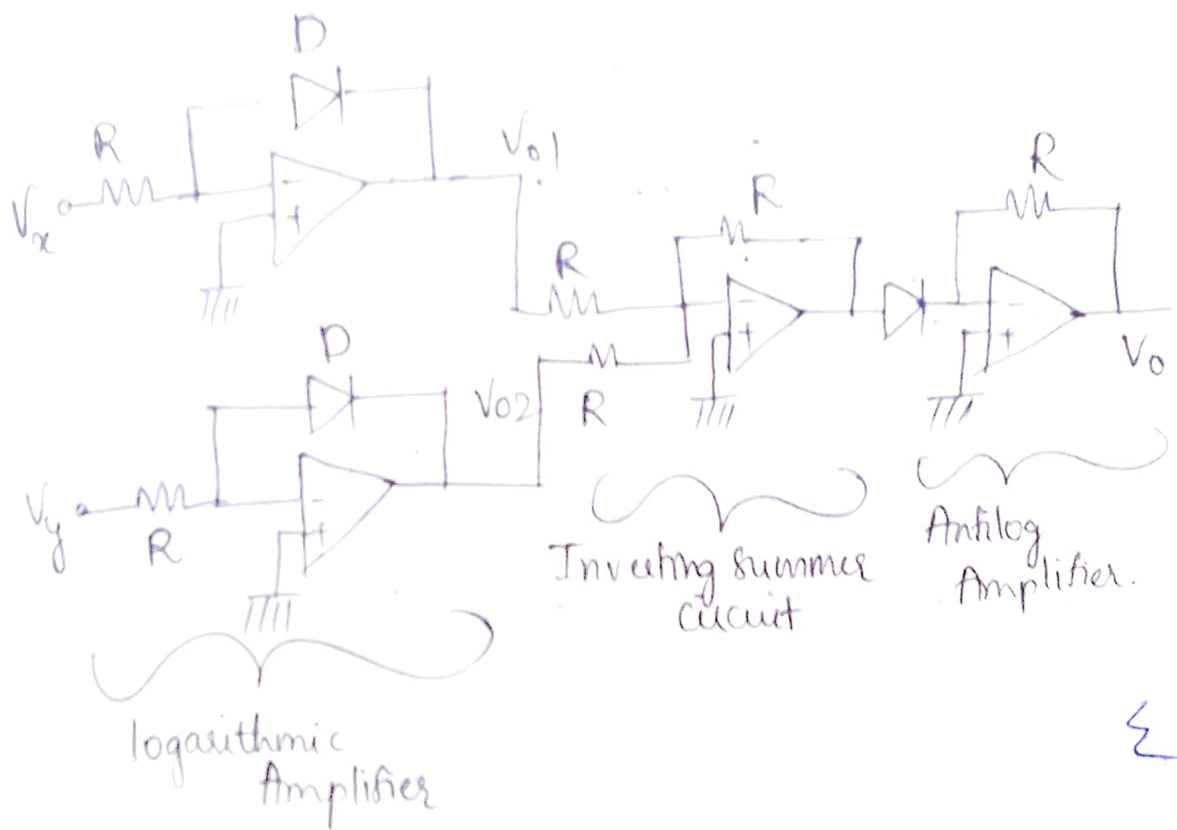 D
R
Vx
-
+
Vo1
R
R
-
+
R
-
+
Vo
D
Vy
R
-
+
Vo2
R
Inverting summer
circuit
Antilog
Amplifier.
logarithmic
Amplifier
Σ